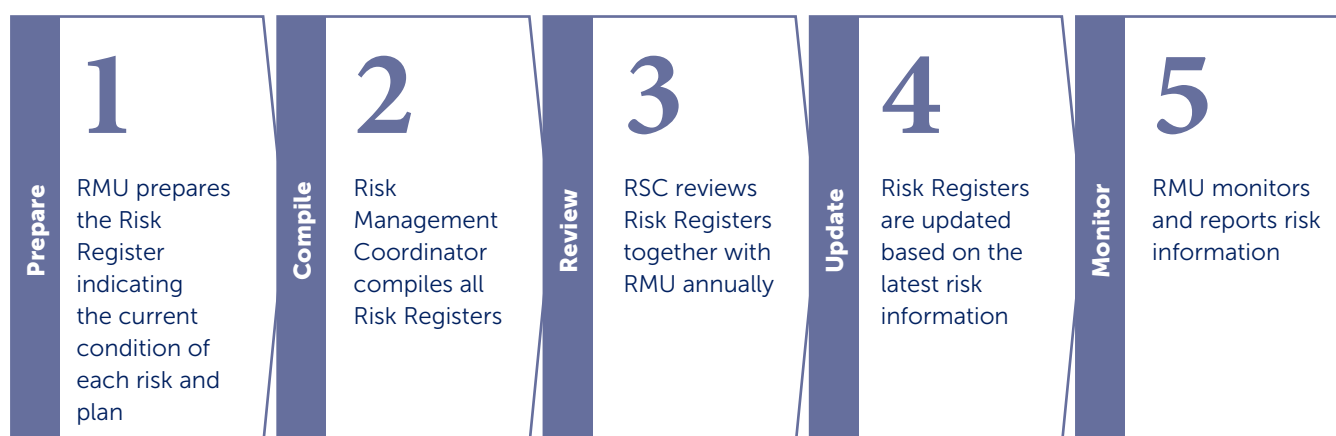 Prepare
1
RMU prepares
the Risk
Register
indicating
the current
condition of
each risk and
plan
Compile
2
Risk
Management
Coordinator
compiles all
Risk Registers
Review
3
RSC reviews
Risk Registers
together with
RMU annually
Update
4
Risk Registers
are updated
based on the
latest risk
information
Monitor
5
RMU monitors
and reports risk
information